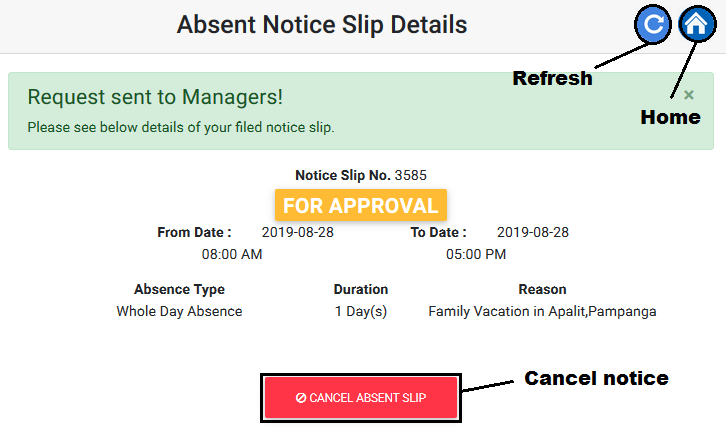 Absent Notice Slip Details
Refresh
Home
Request sent to Managers!
×
Please see below details of your filed notice slip.
Notice Slip No. 3585
FOR APPROVAL
From Date : 2019-08-28 To Date : 2019-08-28
08:00 AM 05:00 PM
Absence Type Duration Reason
Whole Day Absence 1 Day(s) Family Vacation in Apalit,Pampanga
CANCEL ABSENT SLIP
Cancel notice